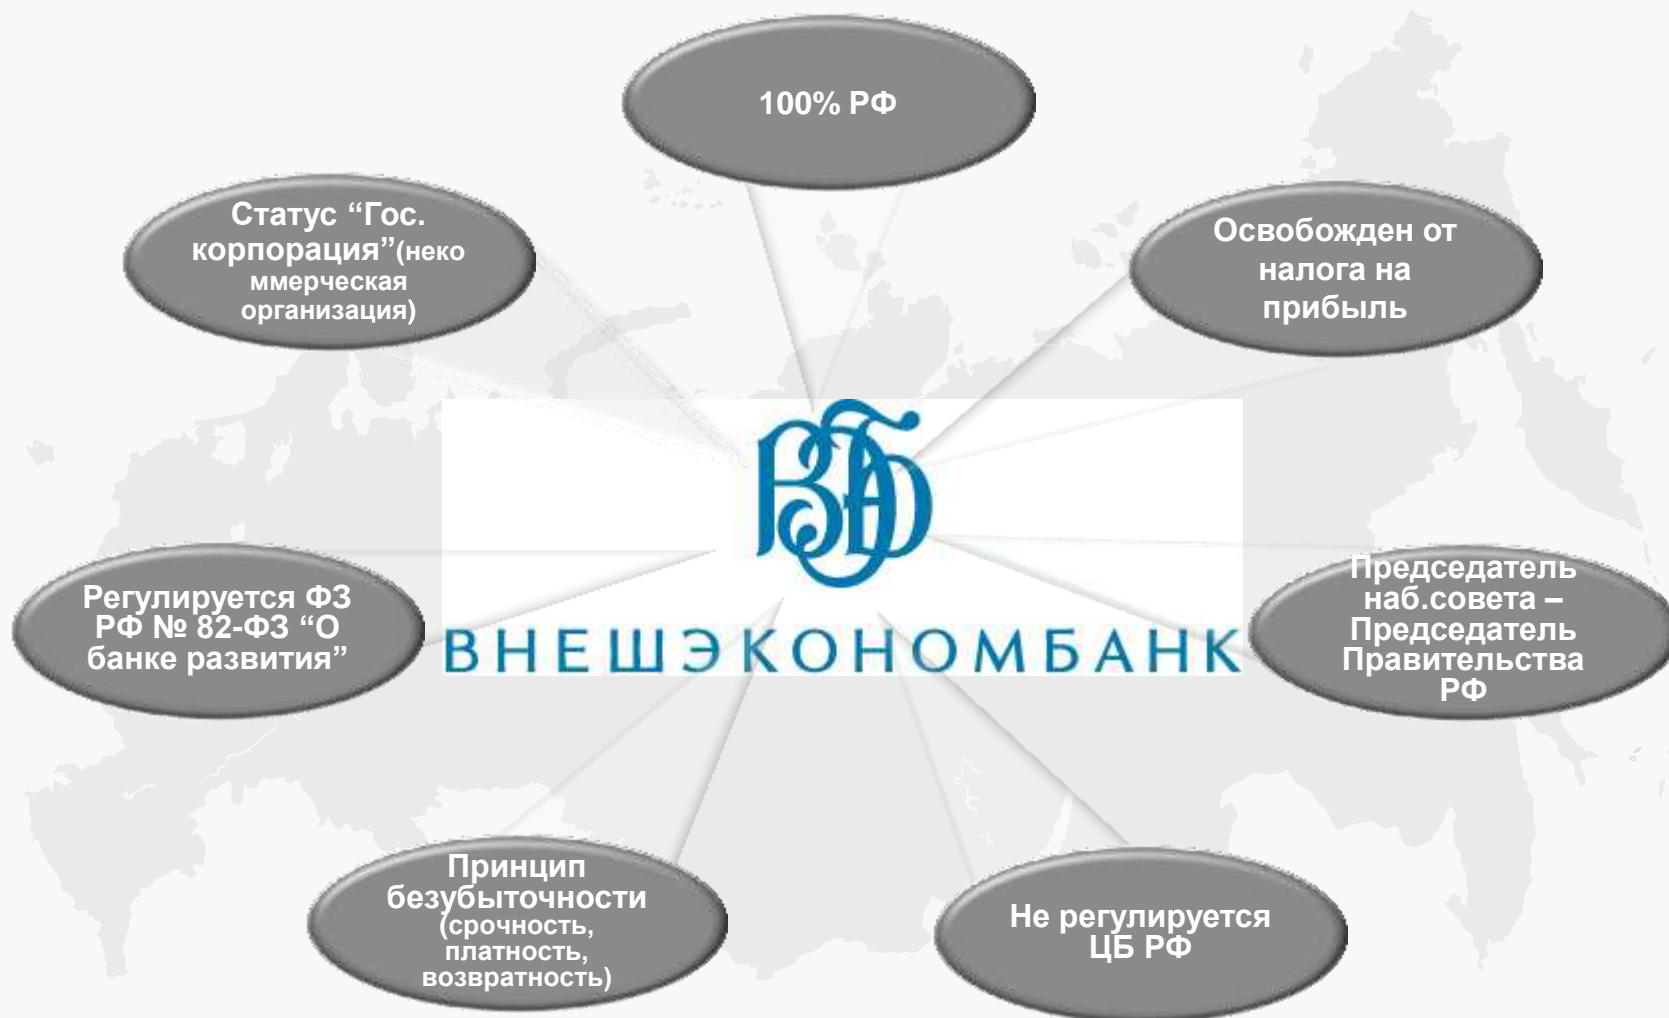 100% РФ
Статус “Гос.
корпорация”(неко
ммерческая
организация)
Освобожден от
налога на
прибыль
ВЭБ
ВНЕШЭКОНОМБАНК
Регулируется ФЗ
РФ № 82-ФЗ “О
банке развития”
Председатель
наб.совета –
Председатель
Правительства
РФ
Принцип
безубыточности
(срочность,
платность,
возвратность)
Не регулируется
ЦБ РФ